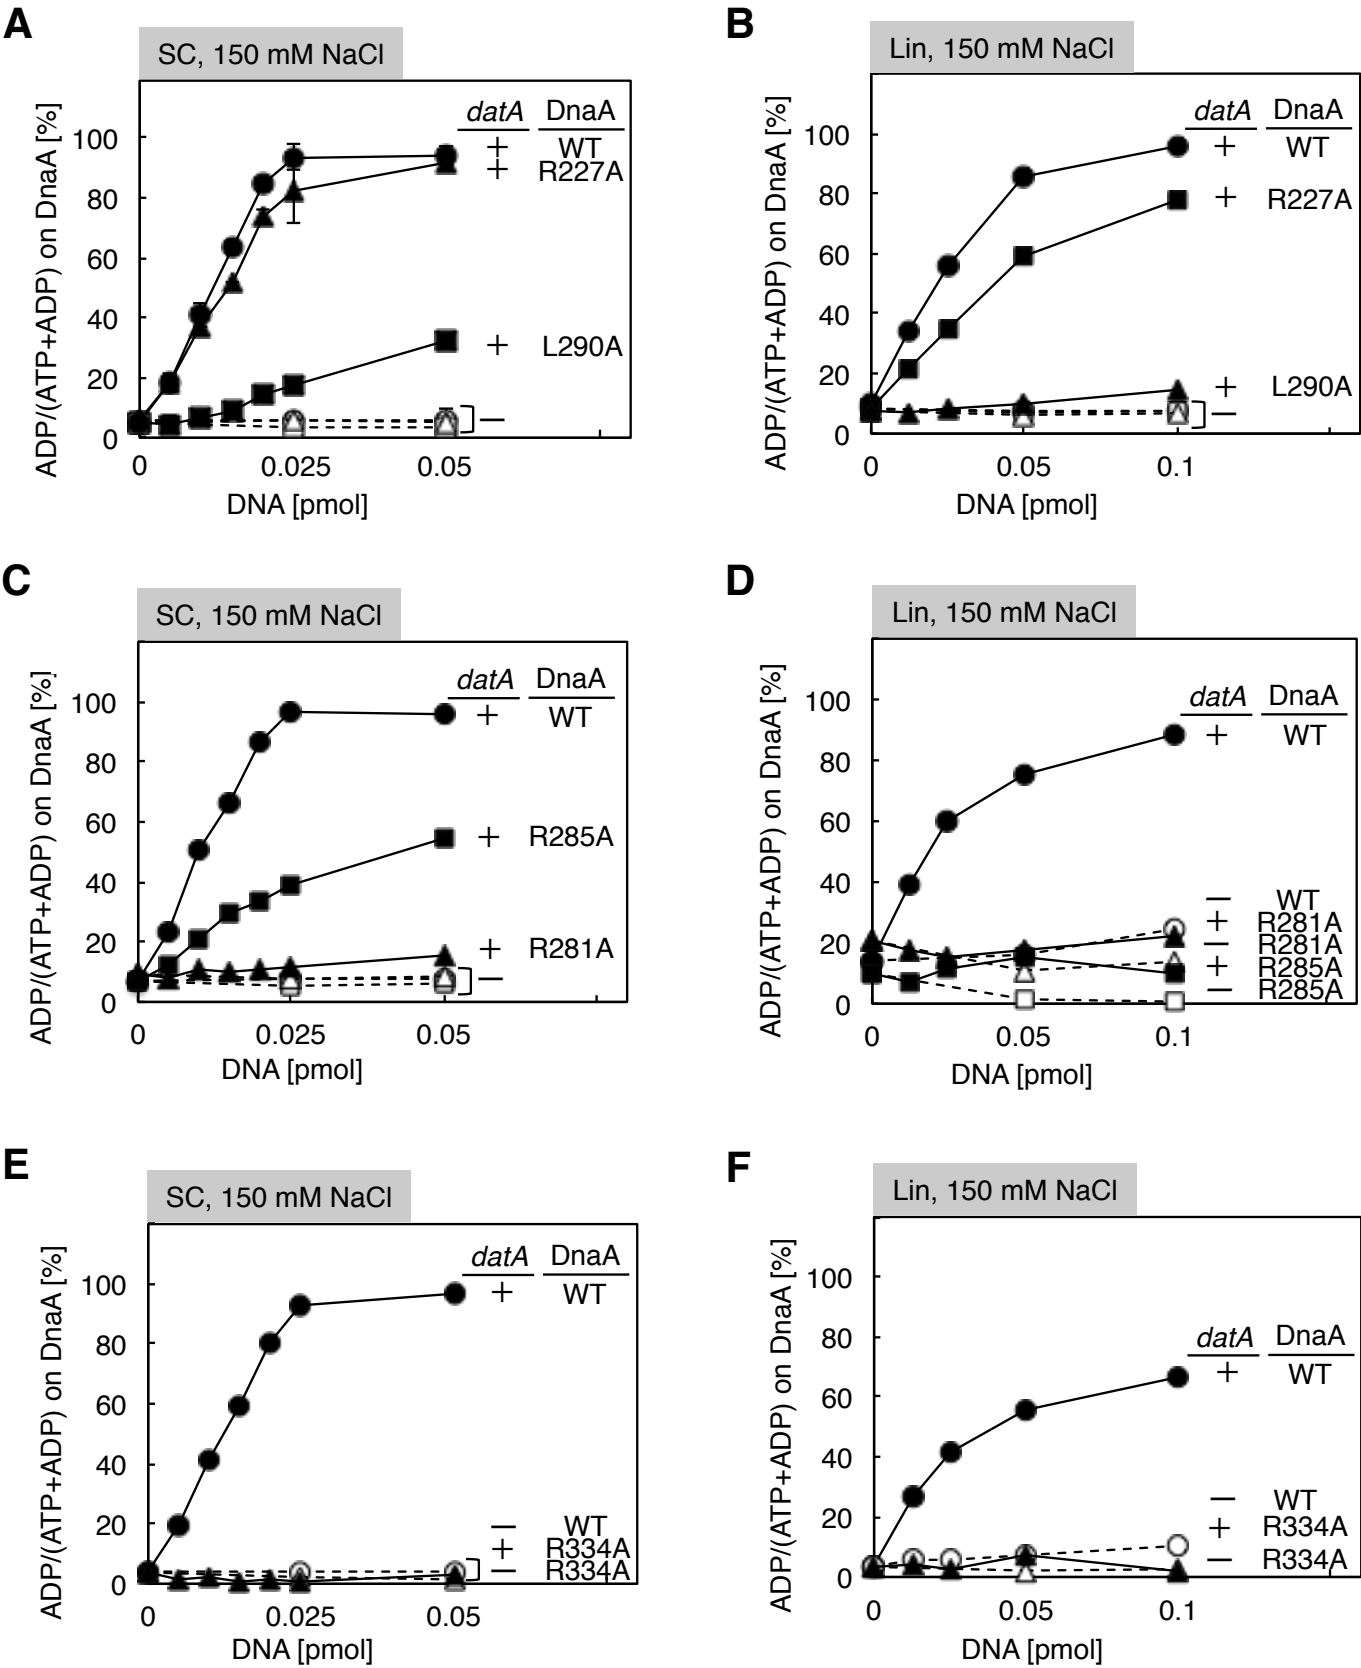 A
SC, 150 mM NaCl
ADP/(ATP+ADP) on DnaA [%]
datA DnaA
100
+ WT
+ R227A
80
60
40
+ L290A
20
−
0
0 0.025 0.05
DNA [pmol]
B
Lin, 150 mM NaCl
ADP/(ATP+ADP) on DnaA [%]
datA DnaA
100
+ WT
80
+ R227A
60
40
20
+ L290A
−
0
0 0.05 0.1
DNA [pmol]
C
SC, 150 mM NaCl
ADP/(ATP+ADP) on DnaA [%]
datA DnaA
100
+ WT
80
60
+ R285A
40
20
+ R281A
−
0
0 0.025 0.05
DNA [pmol]
D
Lin, 150 mM NaCl
ADP/(ATP+ADP) on DnaA [%]
datA DnaA
100
+ WT
80
60
40
− WT
+ R281A
20
− R281A
+ R285A
− R285A
0
0 0.05 0.1
DNA [pmol]
E
SC, 150 mM NaCl
ADP/(ATP+ADP) on DnaA [%]
datA DnaA
100
+ WT
80
60
40
20
− WT
+ R334A
− R334A
0
0 0.025 0.05
DNA [pmol]
F
Lin, 150 mM NaCl
ADP/(ATP+ADP) on DnaA [%]
100
datA DnaA
80
+ WT
60
40
− WT
20
+ R334A
− R334A
0
0 0.05 0.1
DNA [pmol]